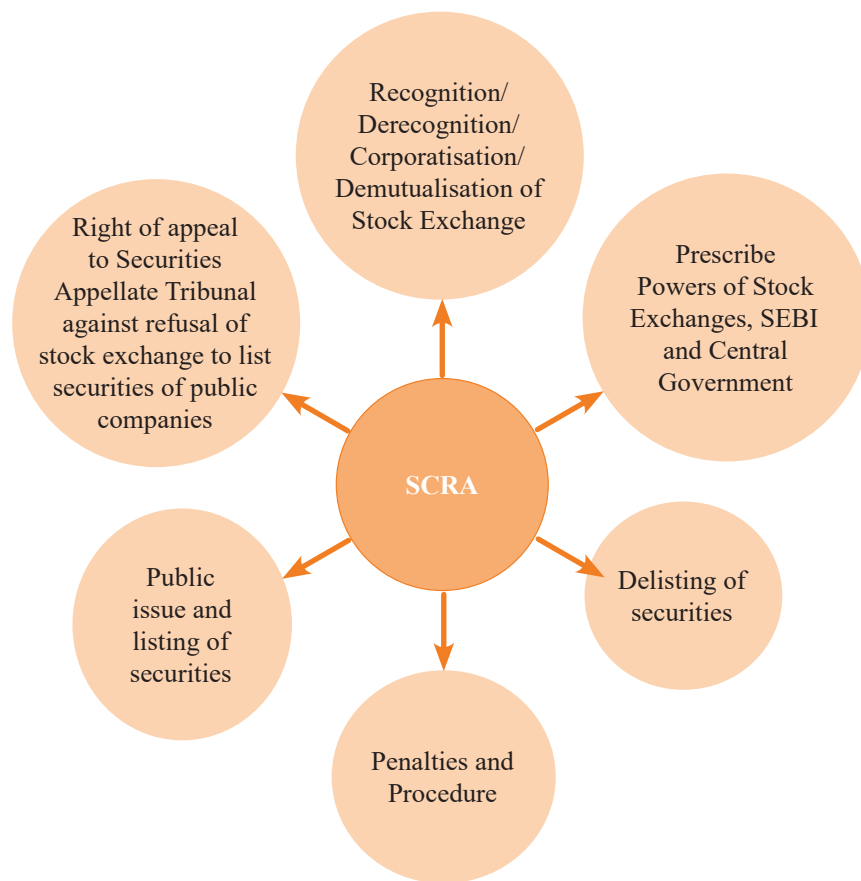 Recognition/
Derecognition/
Corporatisation/
Demutualisation of
Stock Exchange
Right of appeal
to Securities
Appellate Tribunal
against refusal of
stock exchange to list
securities of public
companies
Prescribe
Powers of Stock
Exchanges, SEBI
and Central
Government
SCRA
Public
issue and
listing of
securities
Delisting of
securities
Penalties and
Procedure